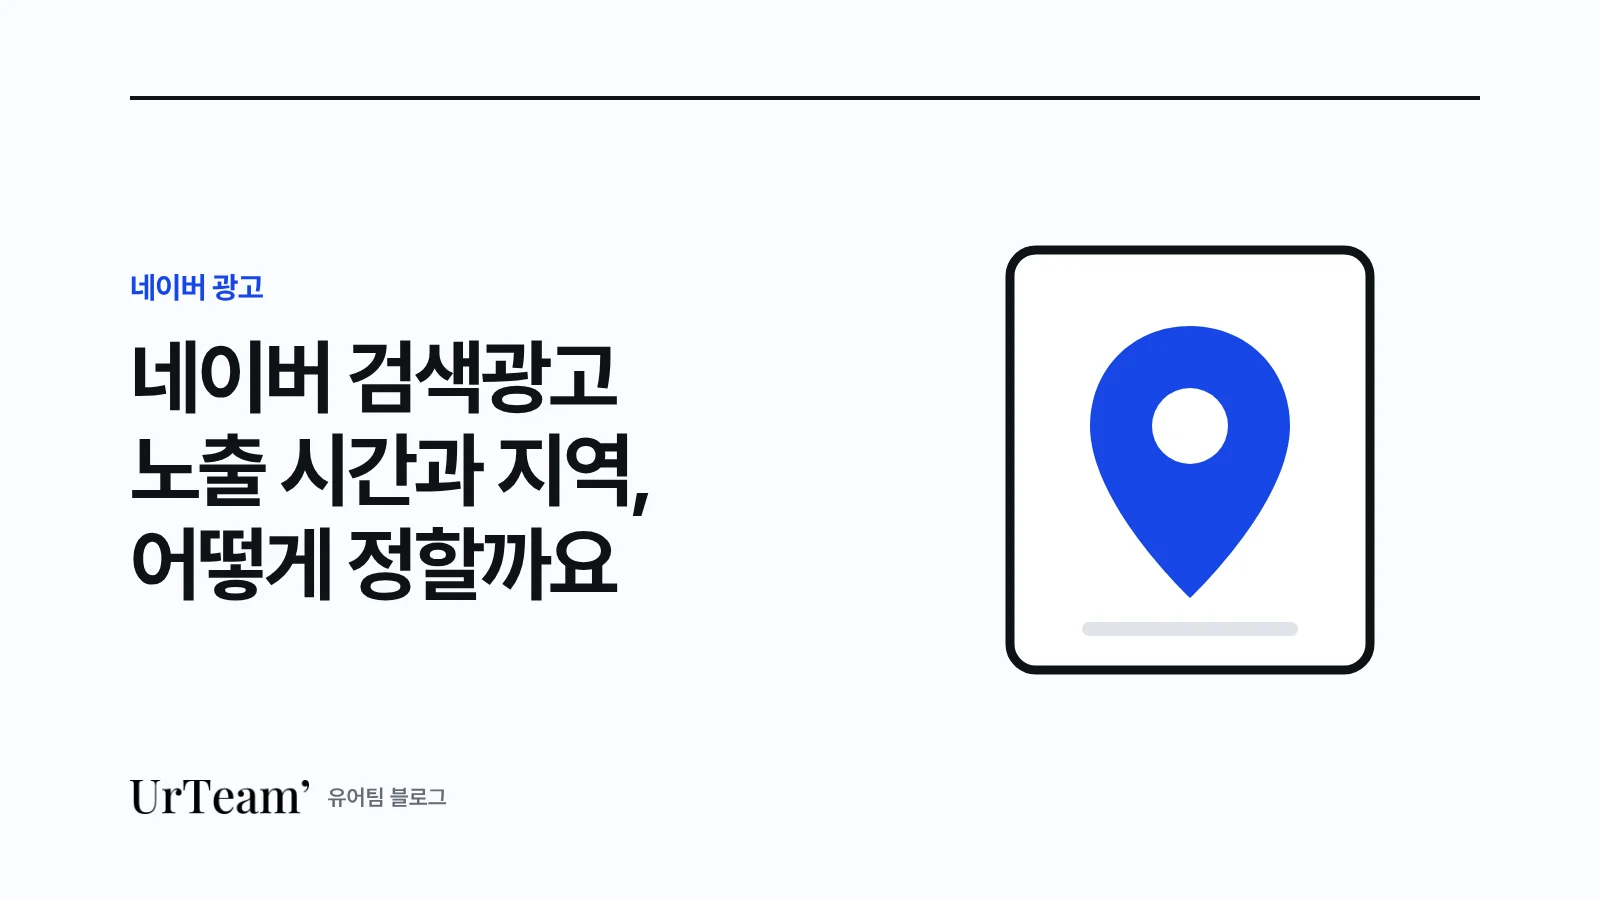 네이버 광고
네이버 검색광고
노출 시간과 지역,
어떻게 정할까요
UrTeam’ 유어팀 블로그